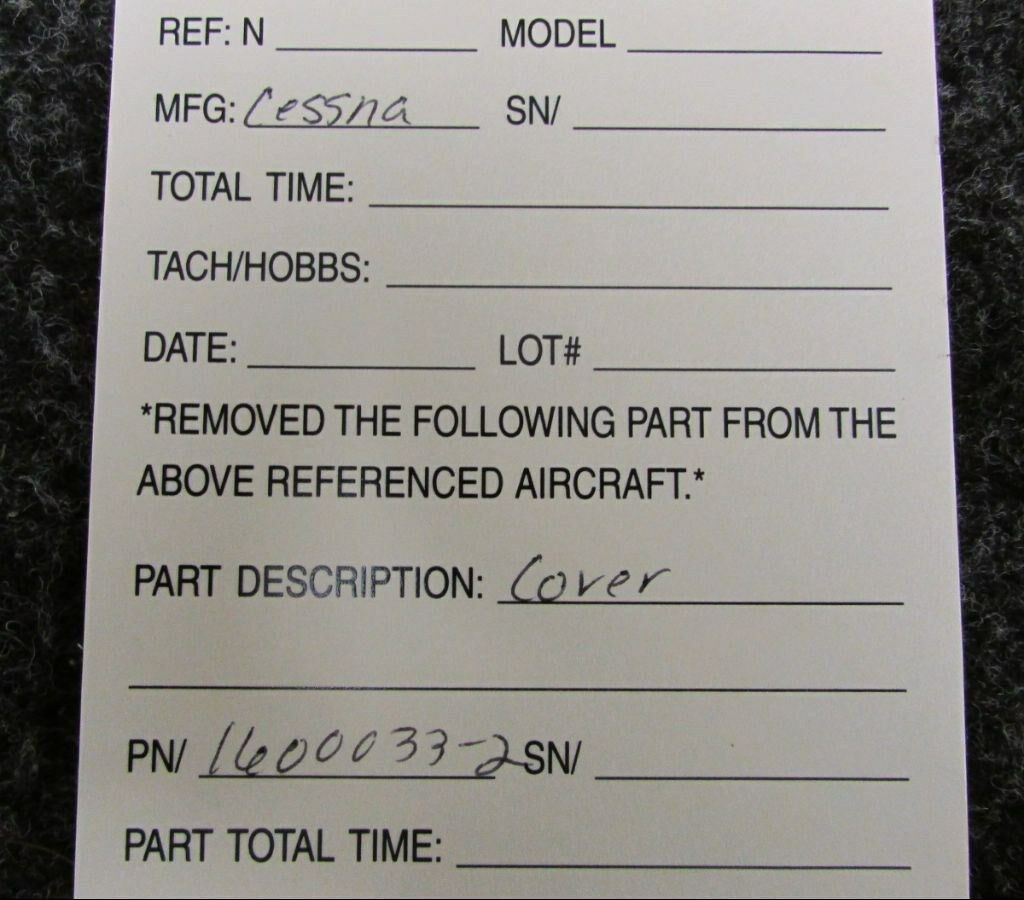 REF: N MODEL
MFG: Cessna SN/
TOTAL TIME:
TACH/HOBBS:
DATE: LOT#
*REMOVED THE FOLLOWING PART FROM THE
ABOVE REFERENCED AIRCRAFT.*
PART DESCRIPTION: Cover
PN/ 1600033-2 SN/
PART TOTAL TIME: